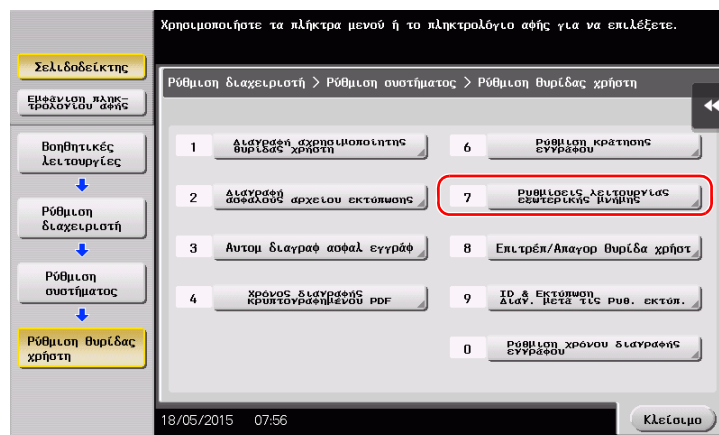 Χρησιμοποιήστε τα πλήκτρα μενού ή το πληκτρολόγιο αφής για να επιλέξετε.
Σελιδοδείκτης
Εμφάνιση πληκ-
τρολογίου αφής
Βοηθητικές
λειτουργίες
Ρύθμιση
διαχειριστή
Ρύθμιση
συστήματος
Ρύθμιση θυρίδας
χρήστη
Ρύθμιση διαχειριστή > Ρύθμιση συστήματος > Ρύθμιση θυρίδας χρήστη
1 Διαγραφή αχρησιμοποίητης
θυρίδας χρήστη
2 Διαγραφή
ασφαλούς αρχείου εκτύπωσης
3 Αυτομ διαγραφ ασφαλ εγγράφ
4 Χρόνος διαγραφής
κρυπτογραφημένου PDF
6 Ρύθμιση κράτησης
εγγράφου
7 Ρυθμίσεις λειτουργίας
εξωτερικής μνήμης
8 Επιτρέπ/Απαγορ θυρίδα χρήστ
9 ID & Εκτύπωση
Διαγ. μετά τις ρυθ. εκτύπ.
0 Ρύθμιση χρόνου διαγραφής
εγγράφου
18/05/2015 07:56
Κλείσιμο